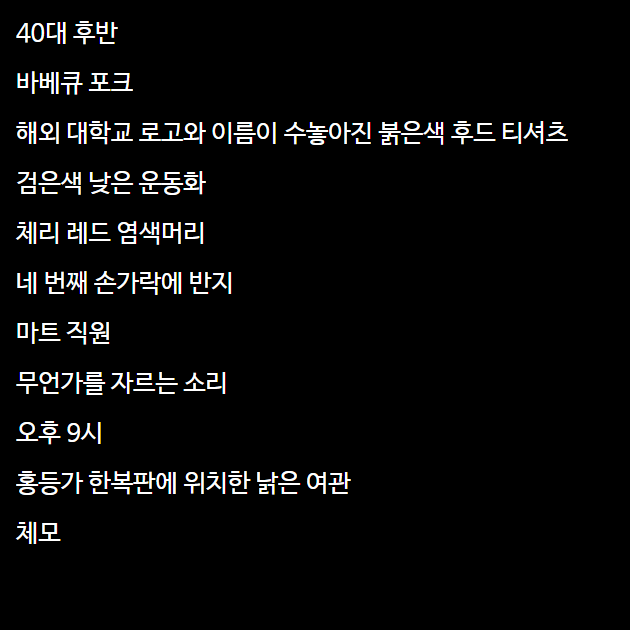 40대 후반
바베큐 포크
해외 대학교 로고와 이름이 수놓아진 붉은색 후드 티셔츠
검은색 낮은 운동화
체리 레드 염색머리
네 번째 손가락에 반지
마트 직원
무언가를 자르는 소리
오후 9시
홍등가 한복판에 위치한 낡은 여관
체모